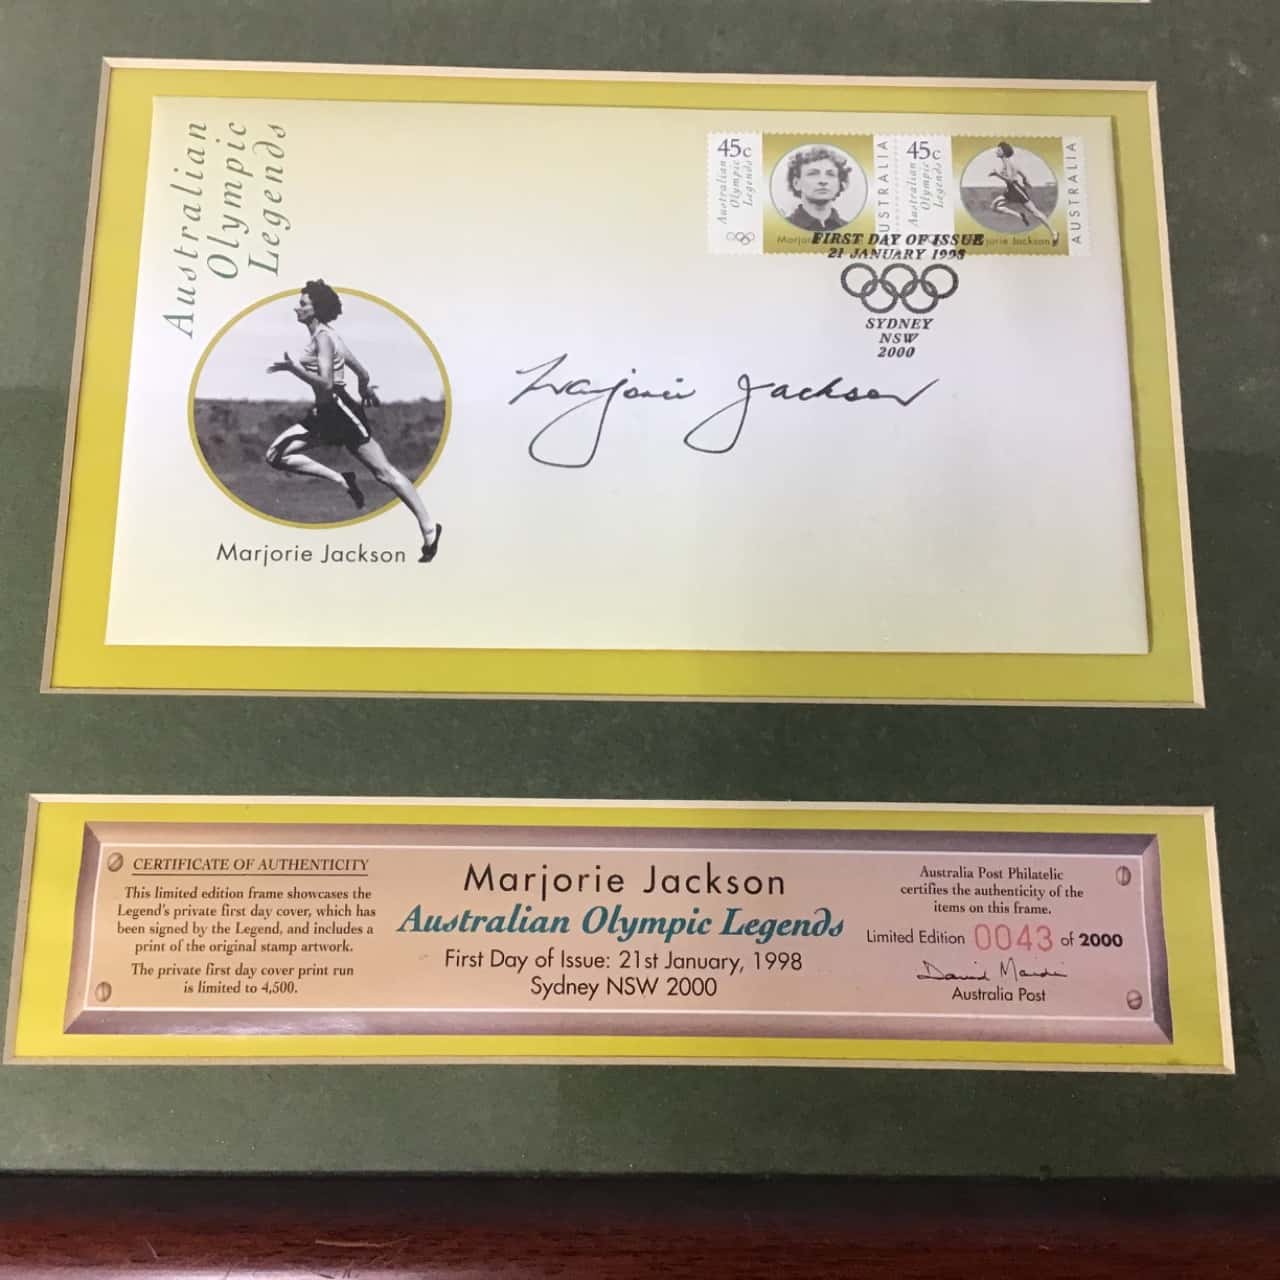 Australian
Olympic
Legends
45c
Australian
Olympic
Legends
AUSTRALIA
45c
Australian
Olympic
Legends
Marjorie Jackson
AUSTRALIA
FIRST DAY OF ISSUE
21 JANUARY 1998
SYDNEY
NSW
2000
Marjorie Jackson
Marjorie Jackson
CERTIFICATE OF AUTHENTICITY
This limited edition frame showcases the
Legend's private first day cover, which has
been signed by the Legend, and includes a
print of the original stamp artwork.
The private first day cover print run
is limited to 4,500.
Marjorie Jackson
Australian Olympic Legends
First Day of Issue: 21st January, 1998
Sydney NSW 2000
Australia Post Philatelic
certifies the authenticity of the
items on this frame.
Limited Edition 0043 of 2000
Australia Post